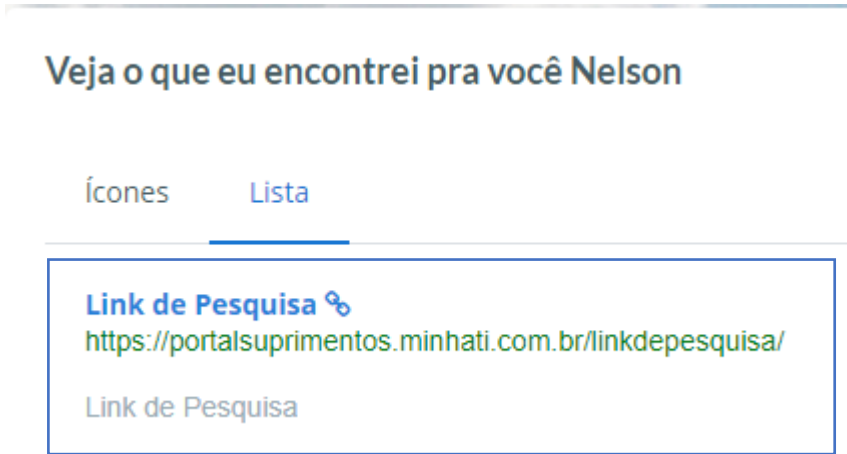 Veja o que eu encontrei pra você Nelson
Ícones Lista
Link de Pesquisa
https://portalsuprimentos.minhati.com.br/linkdepesquisa/
Link de Pesquisa